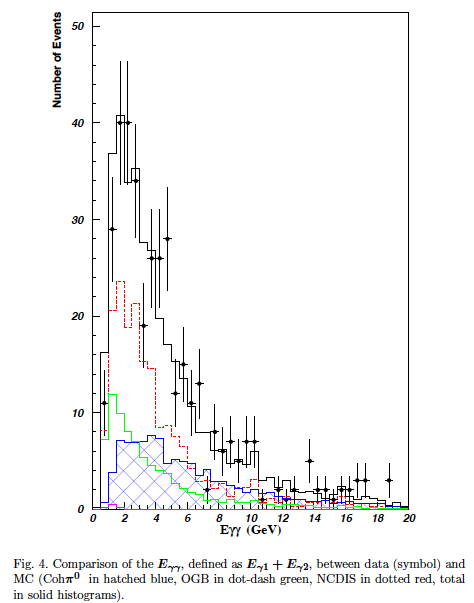 Number of Events
50
40
30
20
10
0
0 2 4 6 8 10 12 14 16 18 20
Eγγ (GeV)
Fig. 4. Comparison of the Eγγ, defined as Eγ1 + Eγ2, between data (symbol) and
MC (Cohπ⁰ in hatched blue, OGB in dot-dash green, NCDIS in dotted red, total
in solid histograms).